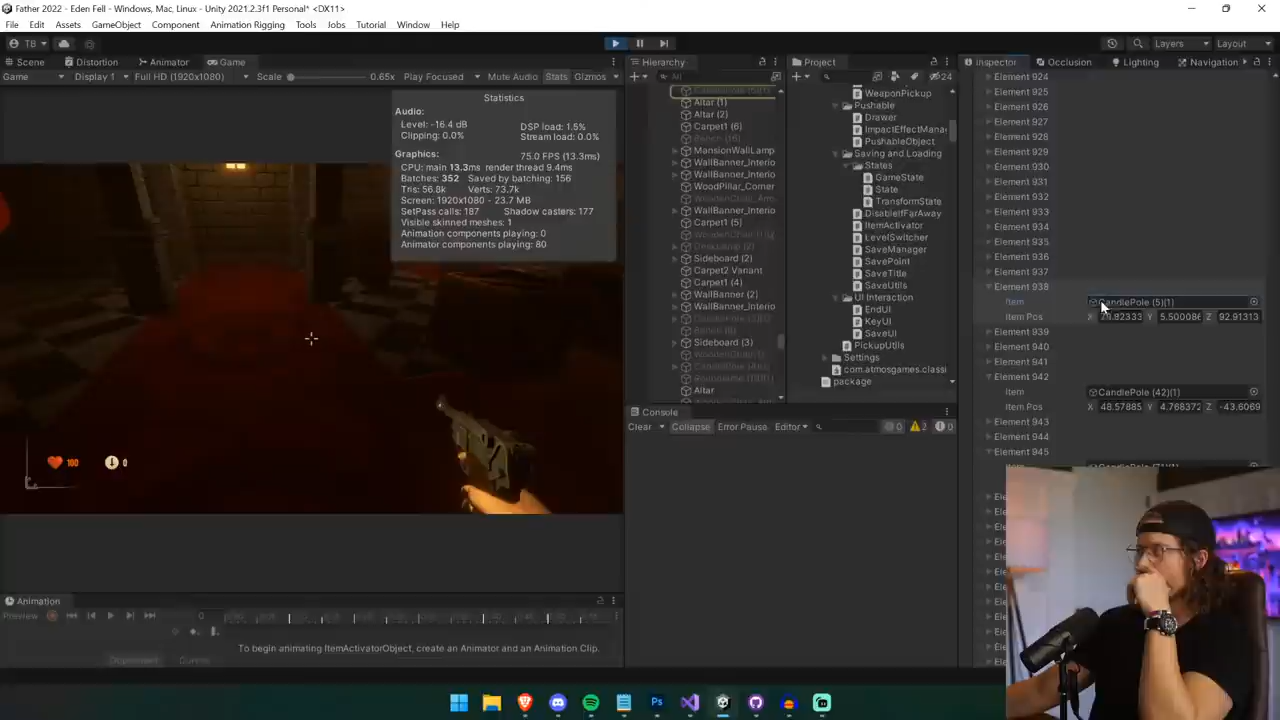 Father 2022 - Eden Fell - Windows, Mac, Linux - Unity 2021.2.3f1 Personal* <DX11>
File Edit Assets GameObject Component Animation Rigging Tools Jobs Tutorial Window Help
TB
Layers Layout
Scene Distortion Animator Game
Game Display 1 Full HD (1920x1080) Scale 0.65x Play Focused Mute Audio Stats Gizmos
Statistics
Audio:
Level: -16.4 dB DSP load: 1.5%
Clipping: 0.0% Stream load: 0.0%
Graphics: 75.0 FPS (13.3ms)
CPU: main 13.3ms render thread 9.4ms
Batches: 352 Saved by batching: 156
Tris: 56.8k Verts: 73.7k
Screen: 1920x1080 - 23.7 MB
SetPass calls: 187 Shadow casters: 177
Visible skinned meshes: 1
Animation components playing: 0
Animator components playing: 80
100 0
Hierarchy
All
Altar (1)
Altar (2)
Carpet1 (6)
MansionWallLamp
WallBanner_Interio
WallBanner_Interio
WoodPillar_Corner
WallBanner_Interio
Carpet1 (5)
Sideboard (2)
Carpet2 Variant
Carpet1 (4)
WallBanner (2)
Sideboard (3)
Altar
Project
24
WeaponPickup
Pushable
Drawer
ImpactEffectMana
PushableObject
Saving and Loading
States
GameState
State
TransformState
DisableIfFarAway
ItemActivator
LevelSwitcher
SaveManager
SavePoint
SaveTitle
SaveUtils
UI Interaction
EndUI
KeyUI
SaveUI
PickupUtils
Settings
com.atmosgames.classi
package
Console
Clear Collapse Error Pause Editor 0 2 0
Inspector Occlusion Lighting Navigation
Element 924
Element 925
Element 926
Element 927
Element 928
Element 929
Element 930
Element 931
Element 932
Element 933
Element 934
Element 935
Element 936
Element 937
Element 938
Item CandlePole (5)(1)
Item Pos X Y 5.500086 Z 92.91313
Element 939
Element 940
Element 941
Element 942
Item CandlePole (42)(1)
Item Pos X 48.57885 Y 4.768372 Z -43.6069
Element 943
Element 944
Element 945
Animation
Preview 0
To begin animating ItemActivatorObject, create an Animator and an Animation Clip.